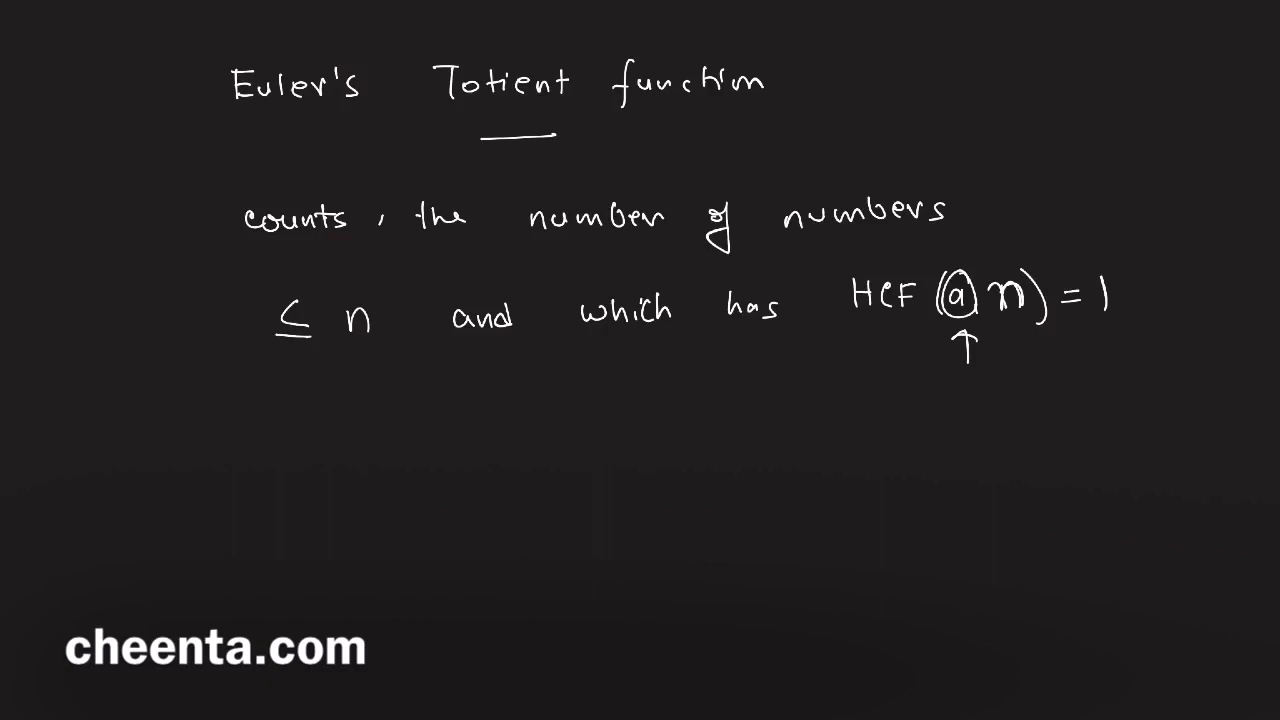 Euler's Totient function
counts, the number of numbers
≤ n and which has HCF (a n) = 1
↑
cheenta.com